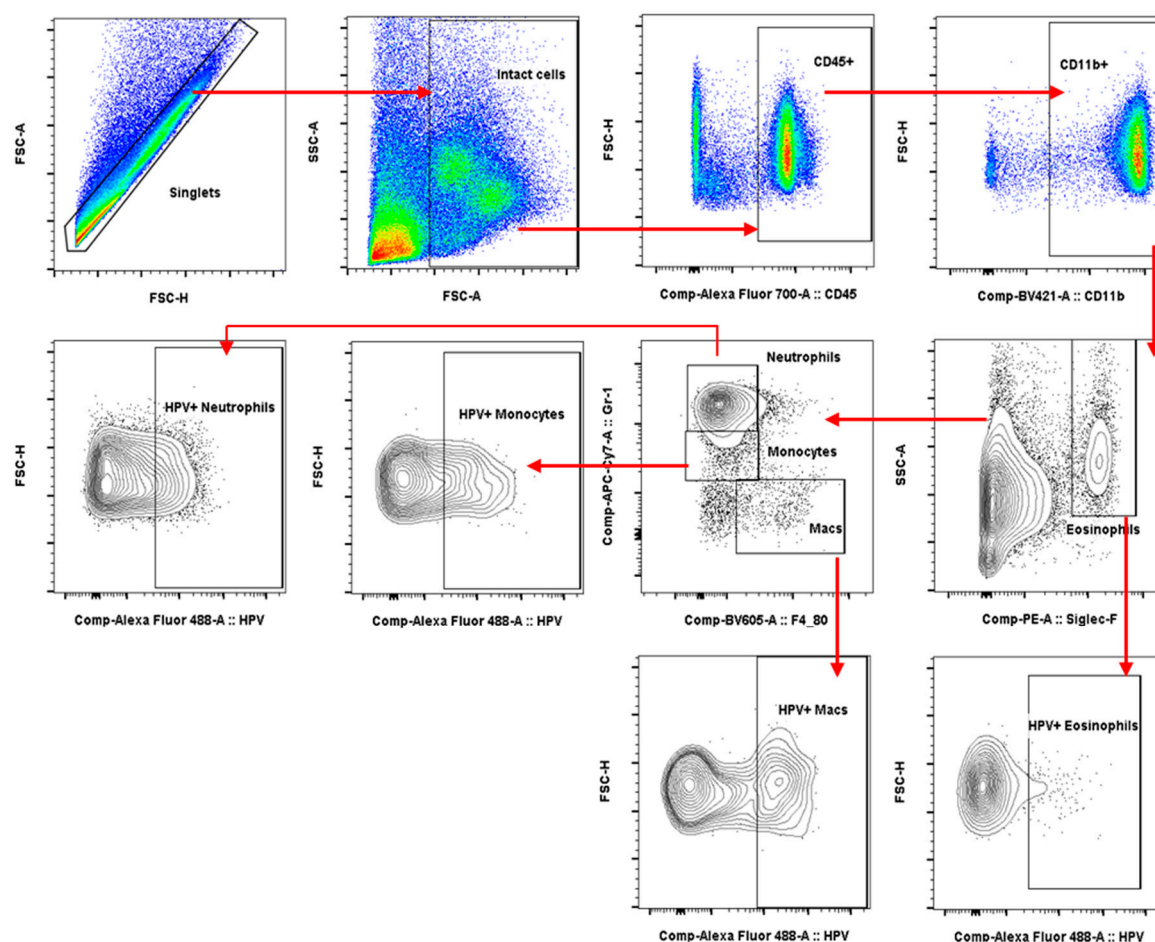 FSC-A
Singlets
FSC-H
SSC-A
Intact cells
FSC-A
FSC-H
CD45+
Comp-Alexa Fluor 700-A :: CD45
FSC-H
CD11b+
Comp-BV421-A :: CD11b
FSC-H
HPV+ Neutrophils
Comp-Alexa Fluor 488-A :: HPV
FSC-H
HPV+ Monocytes
Comp-Alexa Fluor 488-A :: HPV
Comp-APC-Cy7-A :: Gr-1
Neutrophils
Monocytes
Macs
Comp-BV605-A :: F4_80
SSC-A
Eosinophils
Comp-PE-A :: Siglec-F
FSC-H
HPV+ Macs
Comp-Alexa Fluor 488-A :: HPV
FSC-H
HPV+ Eosinophils
Comp-Alexa Fluor 488-A :: HPV